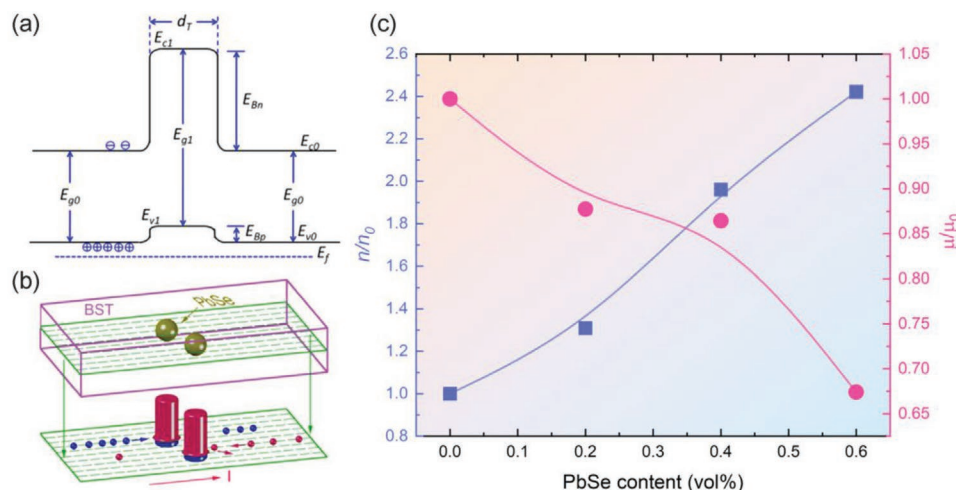 (a)
d_T
E_c1
E_Bn
E_g1
E_c0
E_g0
E_g0
E_v1
E_Bp
E_v0
E_f
(b)
BST
PbSe
I
(c)
2.6
2.4
2.2
2.0
1.8
1.6
1.4
1.2
1.0
0.8
n/n_0
1.05
1.00
0.95
0.90
0.85
0.80
0.75
0.70
0.65
μ/μ_0
0.0 0.1 0.2 0.3 0.4 0.5 0.6
PbSe content (vol%)